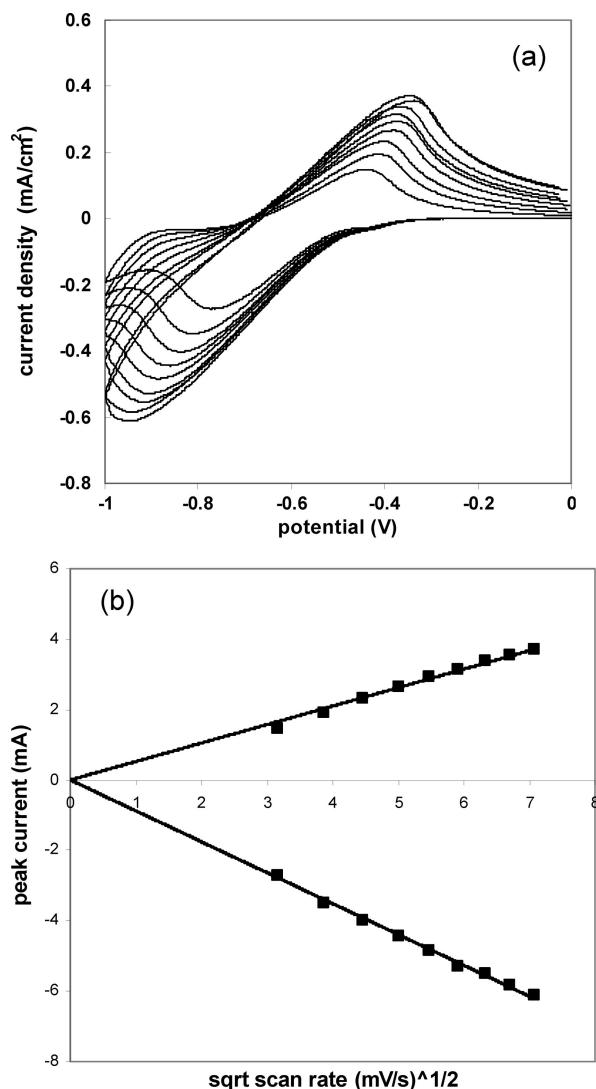 (a)
0.6
0.4
0.2
0
-0.2
-0.4
-0.6
-0.8
current density (mA/cm²)
-1 -0.8 -0.6 -0.4 -0.2 0
potential (V)
(b)
6
4
2
0
-2
-4
-6
-8
peak current (mA)
0 1 2 3 4 5 6 7 8
sqrt scan rate (mV/s)^1/2